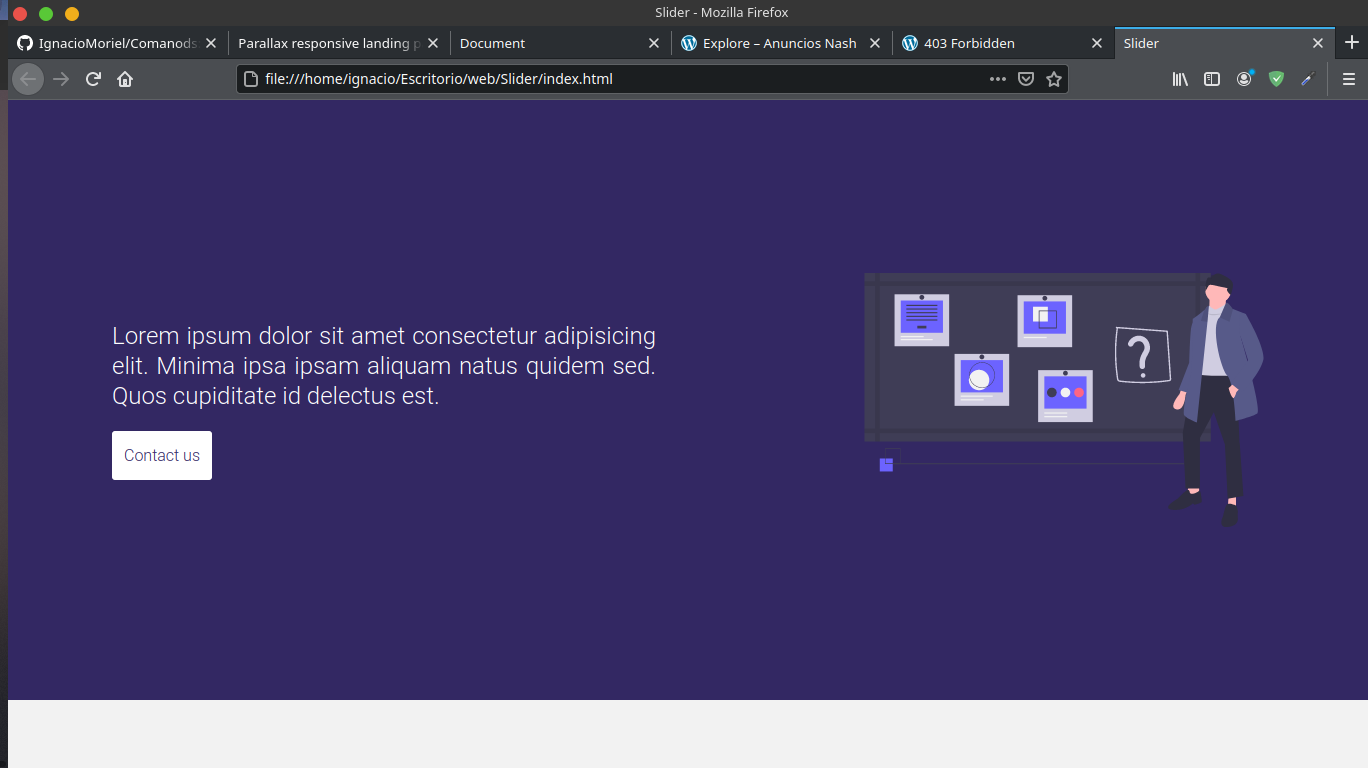 Slider - Mozilla Firefox
IgnacioMoriel/Comanods
Parallax responsive landing p
Document
Explore – Anuncios Nash
403 Forbidden
Slider
file:///home/ignacio/Escritorio/web/Slider/index.html
Lorem ipsum dolor sit amet consectetur adipisicing
elit. Minima ipsa ipsam aliquam natus quidem sed.
Quos cupiditate id delectus est.
Contact us
?